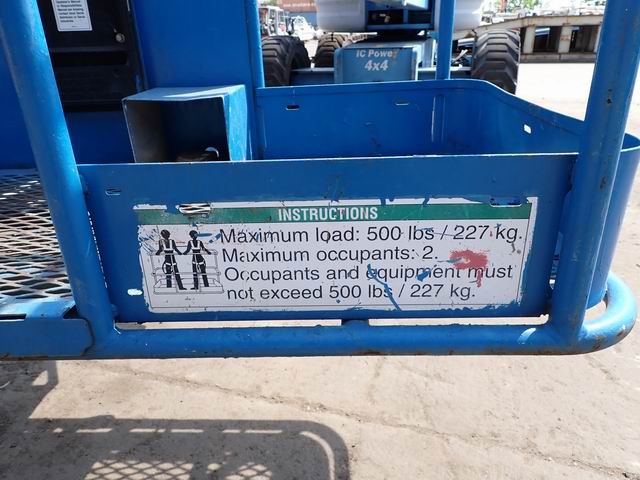 IC Power
4x4
INSTRUCTIONS
Maximum load: 500 lbs / 227 kg.
Maximum occupants: 2.
Occupants and equipment must
not exceed 500 lbs / 227 kg.